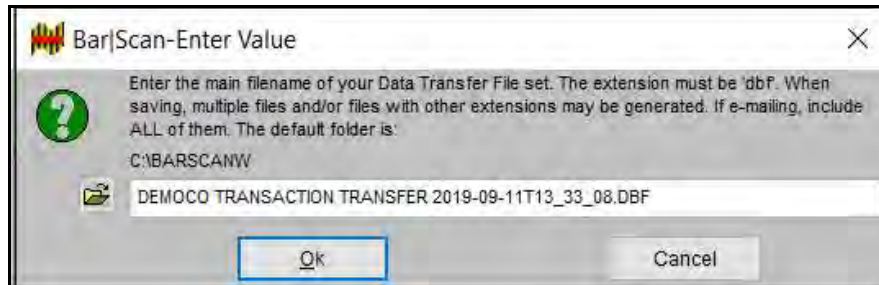 Bar|Scan-Enter Value
Enter the main filename of your Data Transfer File set. The extension must be 'dbf'. When
saving, multiple files and/or files with other extensions may be generated. If e-mailing, include
ALL of them. The default folder is:
C:\BARSCANW
DEMOCO TRANSACTION TRANSFER 2019-09-11T13_33_08.DBF
Ok Cancel